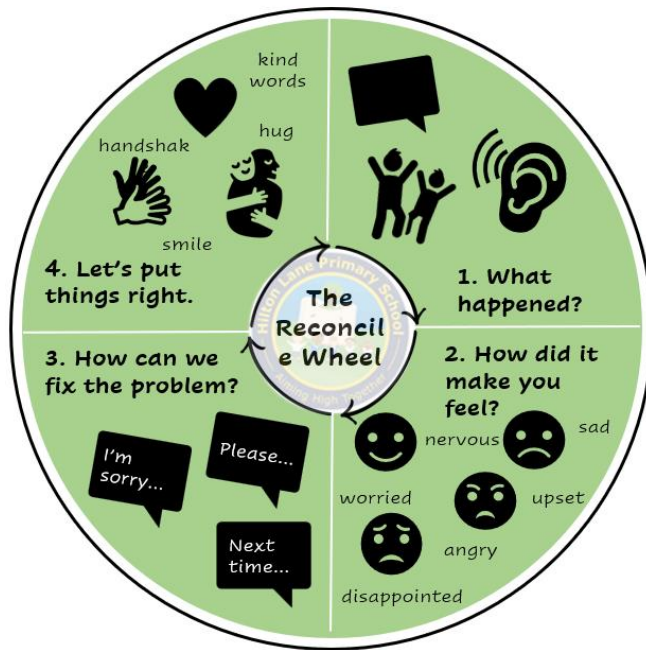 kind
words
hug
handshak
smile
4. Let's put
things right.
1. What
happened?
The
Reconcil
e Wheel
Hilton Lane Primary School
Aiming High Together
3. How can we
fix the problem?
I'm
sorry...
Please...
Next
time...
2. How did it
make you
feel?
nervous
sad
worried
upset
angry
disappointed